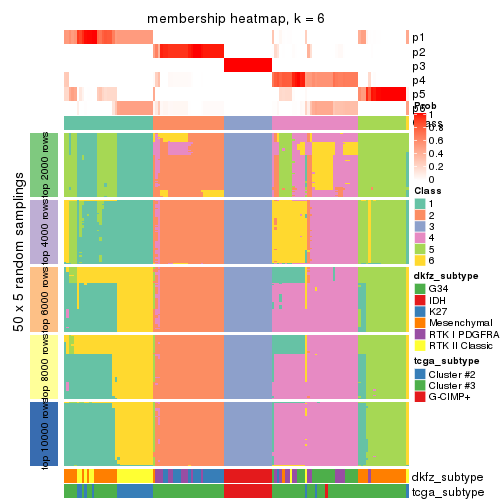 membership heatmap, k = 6
p1
p2
p3
p4
p5
Prob
1
0.8
0.6
0.4
0.2
0
Class
1
2
3
4
5
6
dkfz_subtype
G34
IDH
K27
Mesenchymal
RTK I PDGFRA
RTK II Classic
tcga_subtype
Cluster #2
Cluster #3
G-CIMP+
50 x 5 random samplings
top 2000 rows
top 4000 rows
top 6000 rows
top 8000 rows
top 10000 rows
dkfz_subtype
tcga_subtype